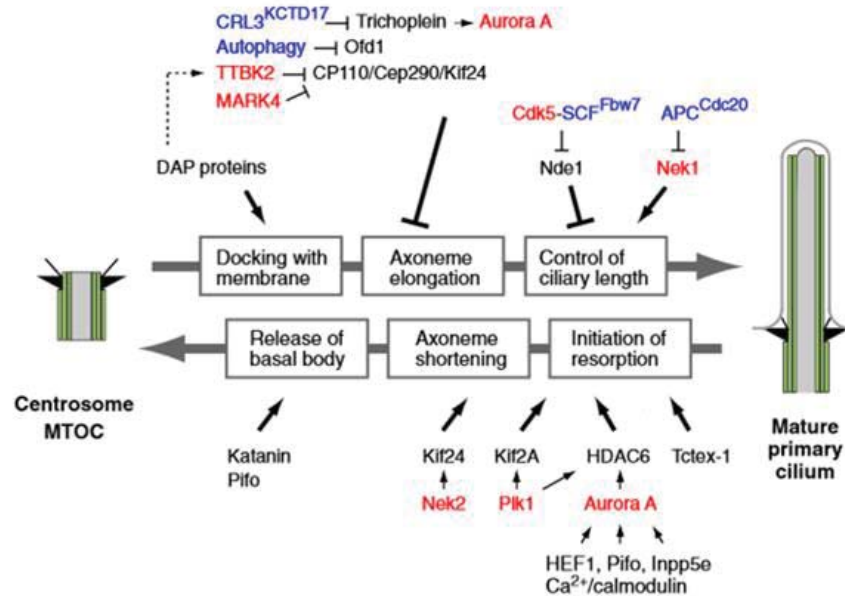 CRL3KCTD17 Trichoplein Aurora A
Autophagy Ofd1
TTBK2 CP110/Cep290/Kif24
MARK4
Cdk5-SCFFbw7 APCCdc20
DAP proteins Nde1 Nek1
Docking with membrane
Axoneme elongation
Control of ciliary length
Release of basal body
Axoneme shortening
Initiation of resorption
Centrosome
MTOC
Mature
primary
cilium
Katanin
Pifo
Kif24 Kif2A HDAC6 Tctex-1
Nek2 Plk1 Aurora A
HEF1, Pifo, Inpp5e
Ca2+/calmodulin